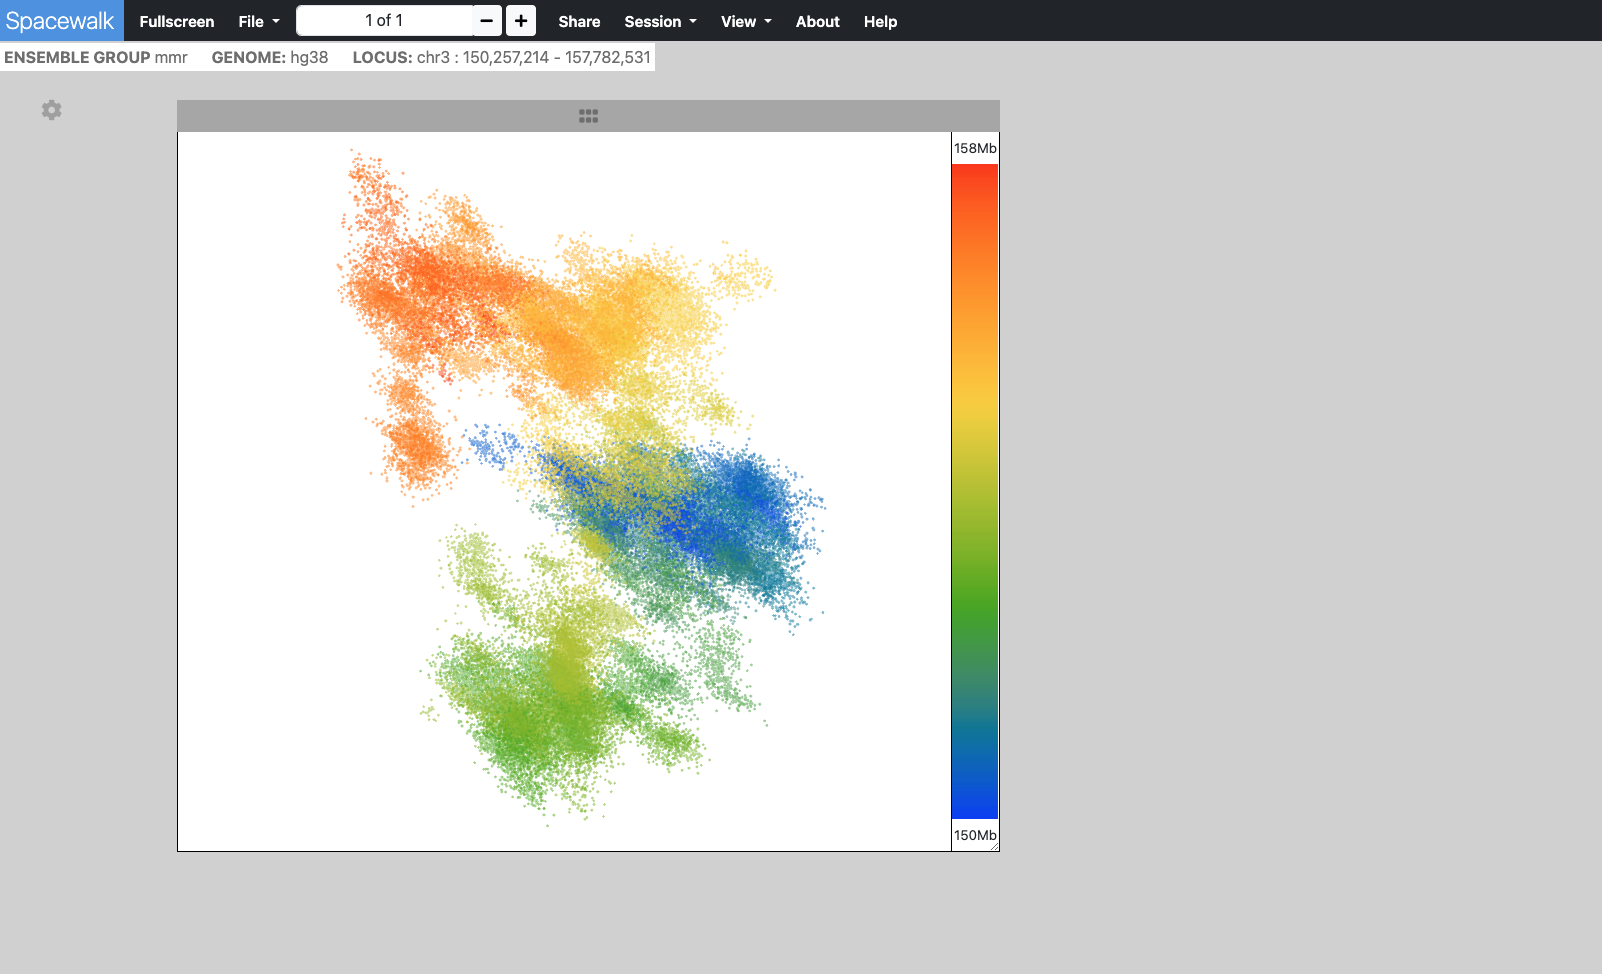 Spacewalk Fullscreen File 1 of 1 − + Share Session View About Help
ENSEMBLE GROUP mmr GENOME: hg38 LOCUS: chr3 : 150,257,214 - 157,782,531
158Mb
150Mb